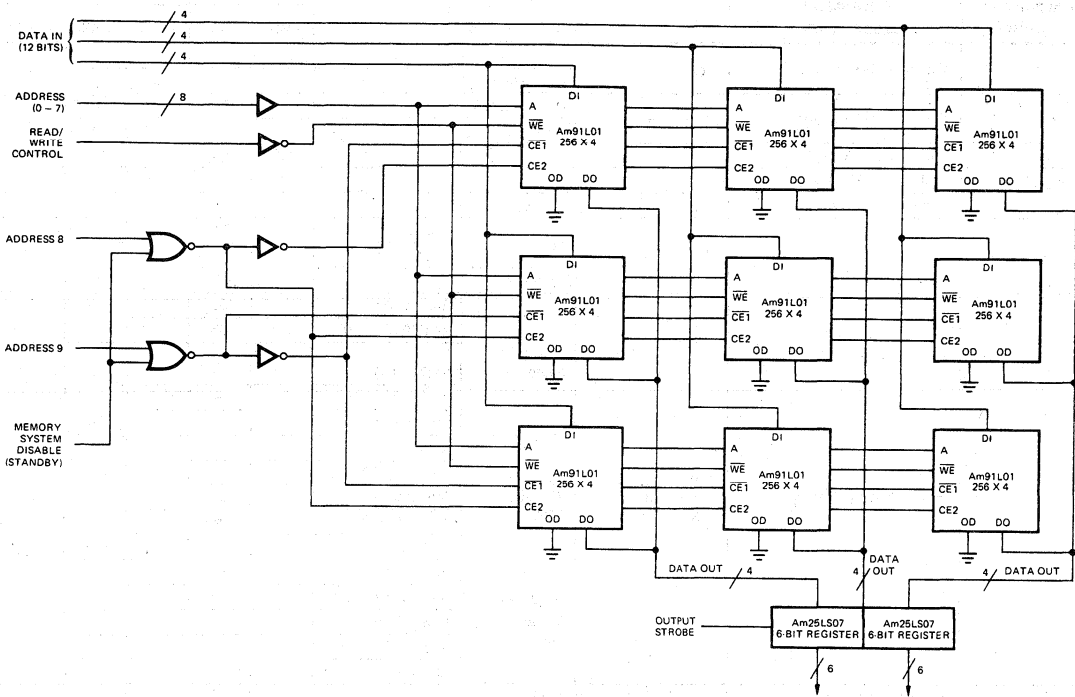 DATA IN
(12 BITS)
4
4
4
ADDRESS
(0 – 7)
8
READ/
WRITE
CONTROL
ADDRESS 8
ADDRESS 9
MEMORY
SYSTEM
DISABLE
(STANDBY)
DI
A
WE
CE1
CE2
Am91L01
256 X 4
OD DO
DI
A
WE
CE1
CE2
Am91L01
256 X 4
OD DO
DI
A
WE
CE1
CE2
Am91L01
256 X 4
OD DO
DI
A
WE
CE1
CE2
Am91L01
256 X 4
OD DO
DI
A
WE
CE1
CE2
Am91L01
256 X 4
OD DO
DI
A
WE
CE1
CE2
Am91L01
256 X 4
OD OD
DI
A
WE
CE1
CE2
Am91L01
256 X 4
OD DO
DI
A
WE
CE1
CE2
Am91L01
256 X 4
OD DO
DI
A
WE
CE1
CE2
Am91L01
256 X 4
OD DO
DATA OUT 4
4 DATA
OUT
4 DATA OUT
OUTPUT
STROBE
Am25LS07
6-BIT REGISTER
Am25LS07
6-BIT REGISTER
6
6